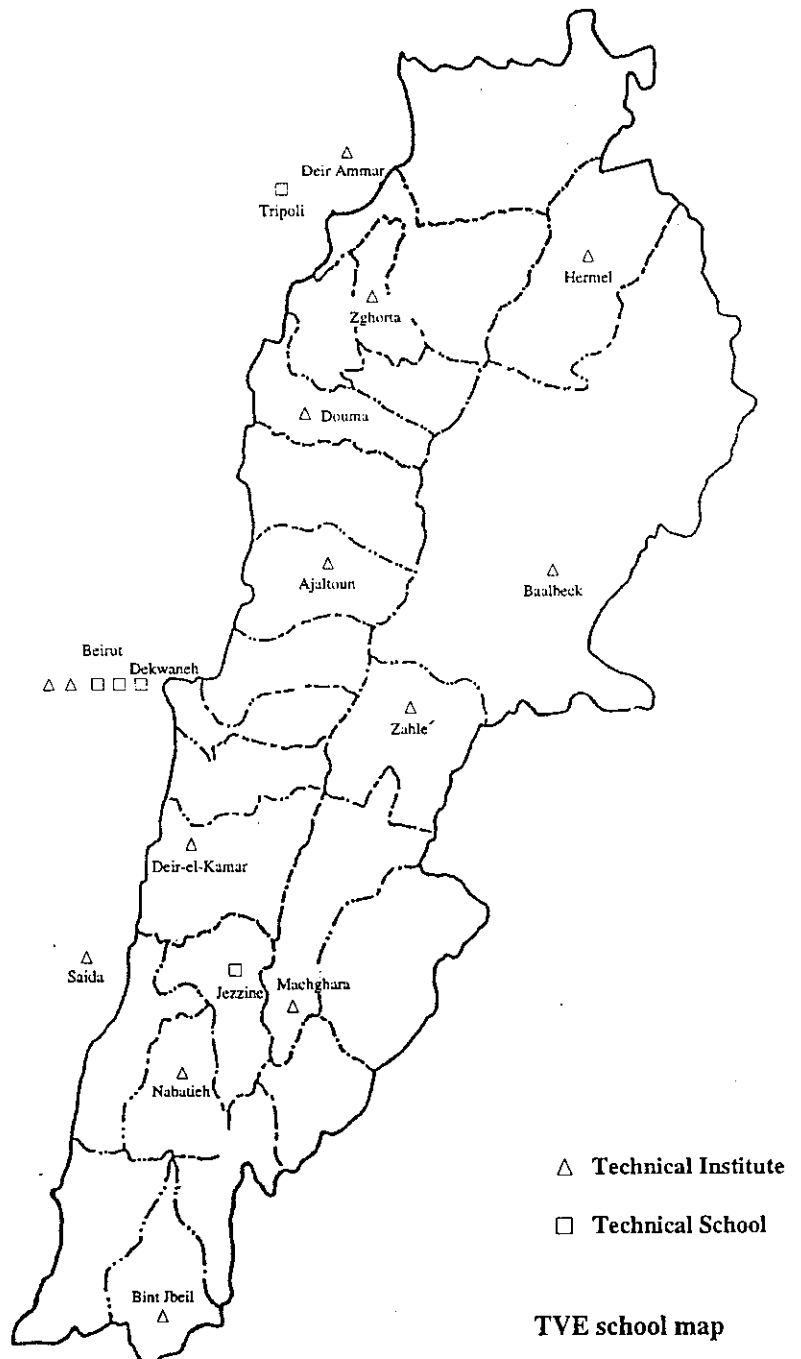 Deir Ammar
Tripoli
Hermel
Zghorta
Douma
Ajaltoun
Baalbeck
Beirut
Dekwaneh
Zahle´
Deir-el-Kamar
Saida
Jezzine
Machghara
Nabatieh
Technical Institute
Technical School
Bint Jbeil
TVE school map